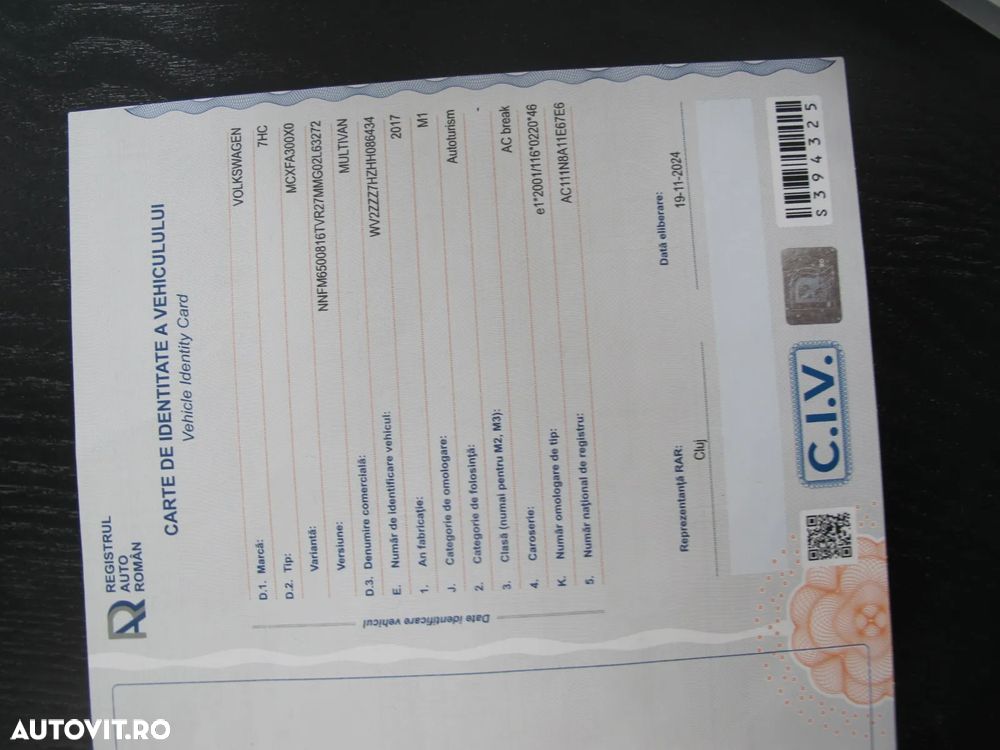 REGISTRUL
AUTO
ROMÂN
CARTE DE IDENTITATE A VEHICULULUI
Vehicle Identity Card
Date identificare vehicul
D.1. Marcă: VOLKSWAGEN
D.2. Tip: 7HC
Variantă: MCXFA300X0
Versiune: NNFM6500816TVR27MMG02L63272
D.3. Denumire comercială: MULTIVAN
E. Număr de identificare vehicul: WV2ZZZ7HZHH086434
1. An fabricație: 2017
J. Categorie de omologare: M1
2. Categorie de folosință: Autoturism
3. Clasă (numai pentru M2, M3): -
4. Caroserie: AC break
K. Număr omologare de tip: e1*2001/116*0220*46
5. Număr național de registru: AC111N8A11E67E6
Reprezentanță RAR: Dată eliberare:
Cluj 19-11-2024
C.I.V.
S394325
AUTOVIT.RO